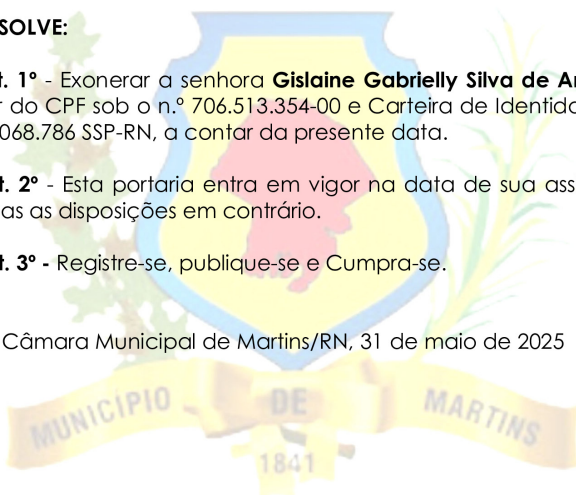 SOLVE:
t. 1º - Exonerar a senhora Gislaine Gabrielly Silva de Ar
r do CPF sob o n.º 706.513.354-00 e Carteira de Identida
068.786 SSP-RN, a contar da presente data.
t. 2º - Esta portaria entra em vigor na data de sua ass
as as disposições em contrário.
t. 3º - Registre-se, publique-se e Cumpra-se.
Câmara Municipal de Martins/RN, 31 de maio de 2025
MUNICÍPIO DE MARTINS
1841